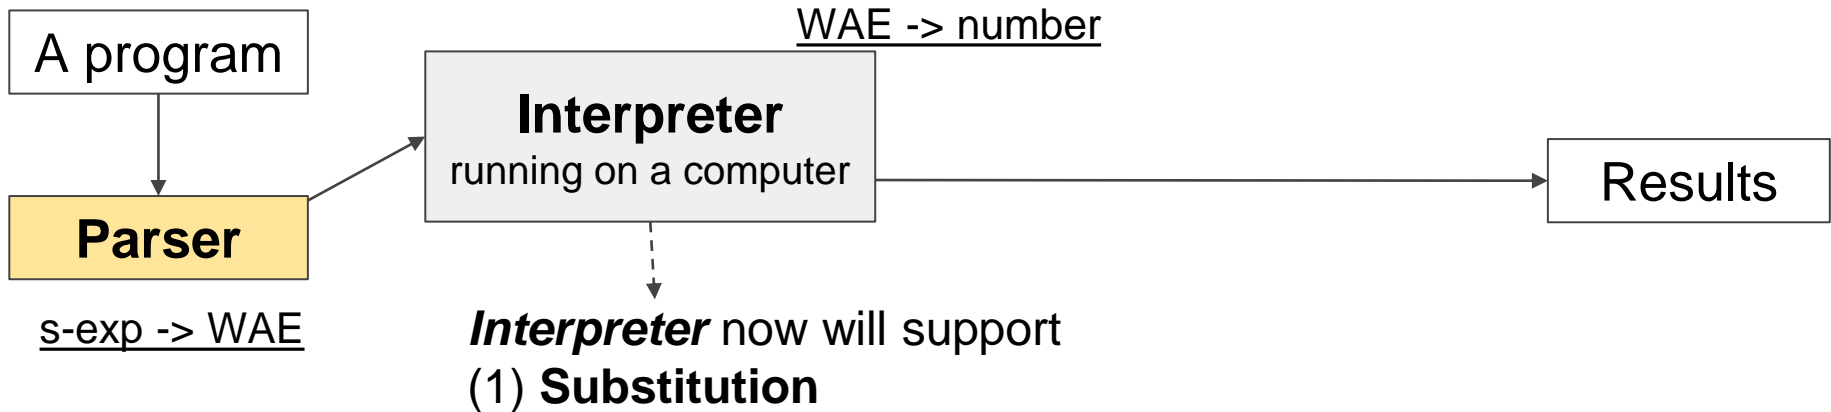 A program
WAE -> number
Interpreter
running on a computer
Results
Parser
s-exp -> WAE
Interpreter now will support
(1) Substitution